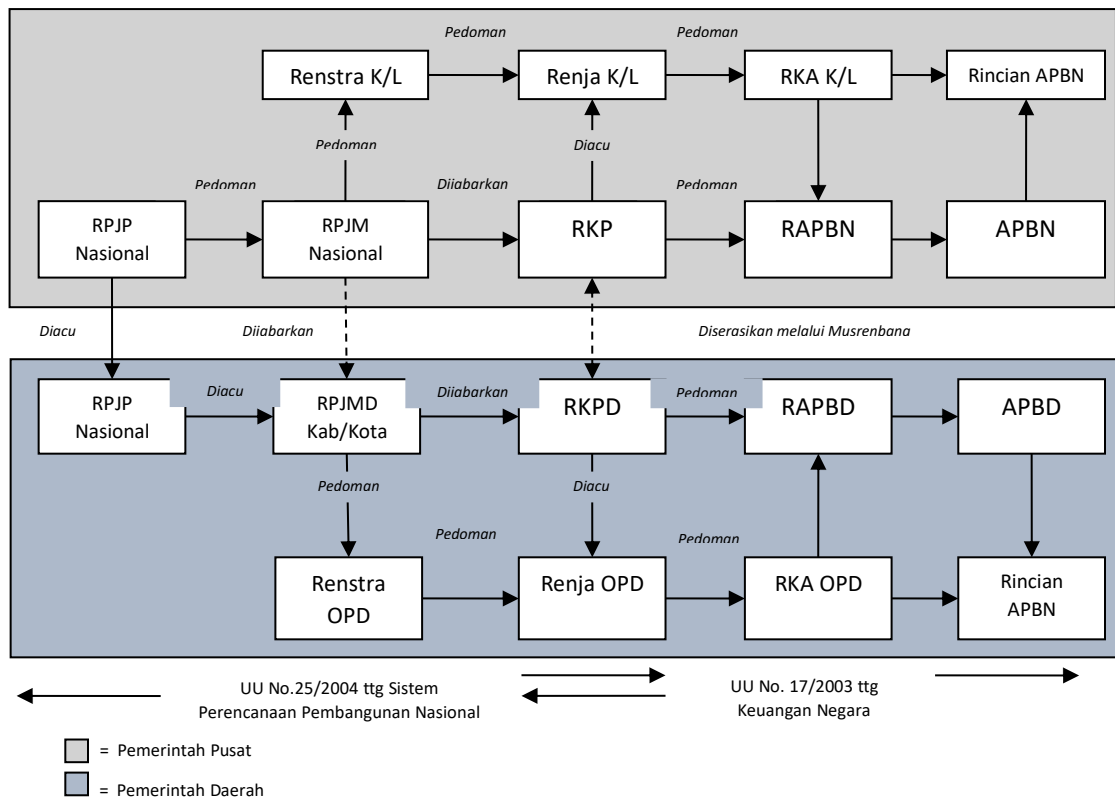 Pedoman
Pedoman
Renstra K/L
Renja K/L
RKA K/L
Rincian APBN
Pedoman
Diacu
Pedoman
Diiabarkan
Pedoman
RPJP
Nasional
RPJM
Nasional
RKP
RAPBN
APBN
Diacu
Diiabarkan
Diserasikan melalui Musrenbana
RPJP
Nasional
Diacu
RPJMD
Kab/Kota
Diiabarkan
RKPD
Pedoman
RAPBD
APBD
Pedoman
Diacu
Pedoman
Pedoman
Renstra
OPD
Renja OPD
RKA OPD
Rincian
APBN
UU No.25/2004 ttg Sistem
Perencanaan Pembangunan Nasional
UU No. 17/2003 ttg
Keuangan Negara
= Pemerintah Pusat
= Pemerintah Daerah